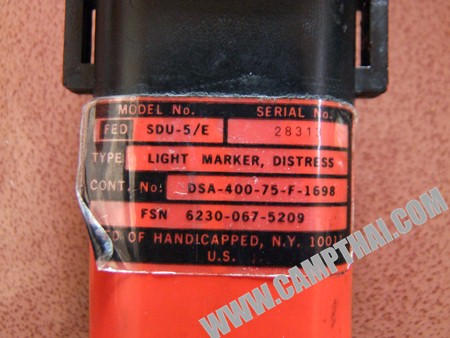 MODEL No. SERIAL No.
FED SDU-5/E 2831
TYPE LIGHT MARKER, DISTRESS
CONT. No. DSA-400-75-F-1698
FSN 6230-067-5209
OF HANDICAPPED, N.Y.
U.S.
WWW.CAMPTHAI.COM